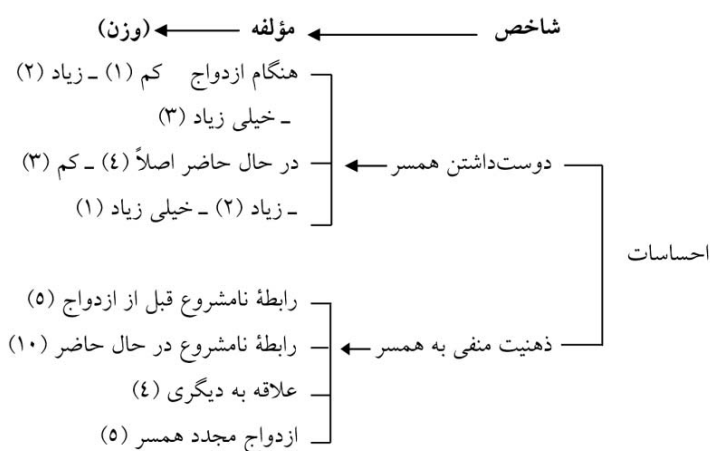 شاخص مؤلفه (وزن)
هنگام ازدواج کم (۱) ـ زیاد (۲)
ـ خیلی زیاد (۳)
دوست‌داشتن همسر در حال حاضر اصلاً (٤) ـ کم (۳)
ـ زیاد (۲) ـ خیلی زیاد (۱)
احساسات
رابطهٔ نامشروع قبل از ازدواج (٥)
ذهنیت منفی به همسر رابطهٔ نامشروع در حال حاضر (۱۰)
علاقه به دیگری (٤)
ازدواج مجدد همسر (٥)